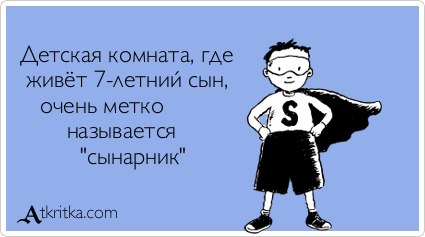 Детская комната, где
живёт 7-летний сын,
очень метко
называется
"сынарник"
S
Atkritka.com